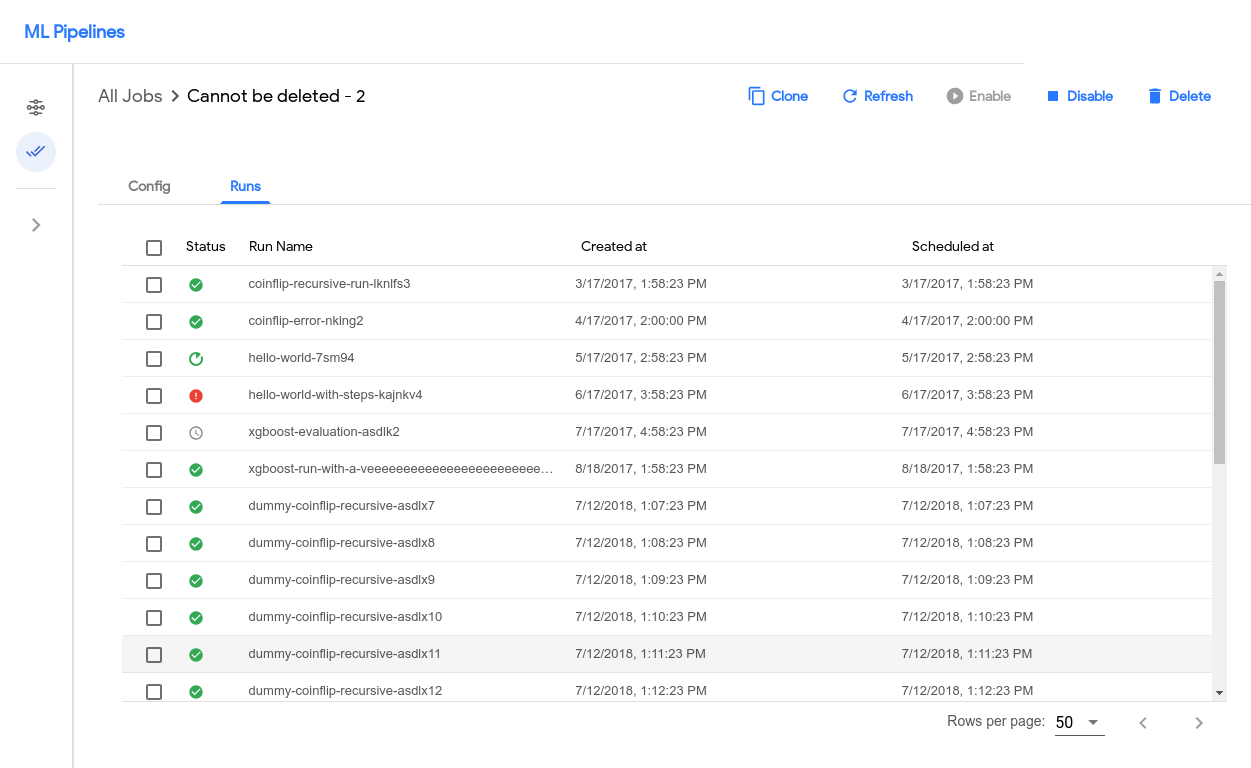 ML Pipelines
All Jobs Cannot be deleted - 2 Clone Refresh Enable Disable Delete
Config Runs
Status Run Name Created at Scheduled at
coinflip-recursive-run-lknlfs3 3/17/2017, 1:58:23 PM 3/17/2017, 1:58:23 PM
coinflip-error-nklng2 4/17/2017, 2:00:00 PM 4/17/2017, 2:00:00 PM
hello-world-7sm94 5/17/2017, 2:58:23 PM 5/17/2017, 2:58:23 PM
hello-world-with-steps-kajnkv4 6/17/2017, 3:58:23 PM 6/17/2017, 3:58:23 PM
xgboost-evaluation-asdlk2 7/17/2017, 4:58:23 PM 7/17/2017, 4:58:23 PM
xgboost-run-with-a-veeeeeeeeeeeeeeeeeeeeeeee… 8/18/2017, 1:58:23 PM 8/18/2017, 1:58:23 PM
dummy-coinflip-recursive-asdlx7 7/12/2018, 1:07:23 PM 7/12/2018, 1:07:23 PM
dummy-coinflip-recursive-asdlx8 7/12/2018, 1:08:23 PM 7/12/2018, 1:08:23 PM
dummy-coinflip-recursive-asdlx9 7/12/2018, 1:09:23 PM 7/12/2018, 1:09:23 PM
dummy-coinflip-recursive-asdlx10 7/12/2018, 1:10:23 PM 7/12/2018, 1:10:23 PM
dummy-coinflip-recursive-asdlx11 7/12/2018, 1:11:23 PM 7/12/2018, 1:11:23 PM
dummy-coinflip-recursive-asdlx12 7/12/2018, 1:12:23 PM 7/12/2018, 1:12:23 PM
Rows per page: 50